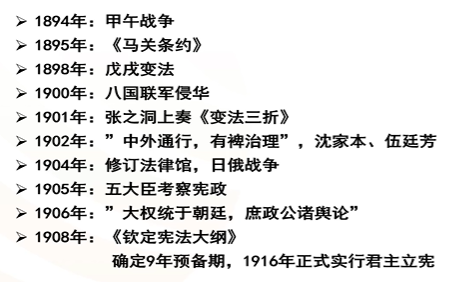 ➢ 1894年：甲午战争
➢ 1895年：《马关条约》
➢ 1898年：戊戌变法
➢ 1900年：八国联军侵华
➢ 1901年：张之洞上奏《变法三折》
➢ 1902年：”中外通行，有裨治理”，沈家本、伍廷芳
➢ 1904年：修订法律馆，日俄战争
➢ 1905年：五大臣考察宪政
➢ 1906年：”大权统于朝廷，庶政公诸舆论”
➢ 1908年：《钦定宪法大纲》
确定9年预备期，1916年正式实行君主立宪